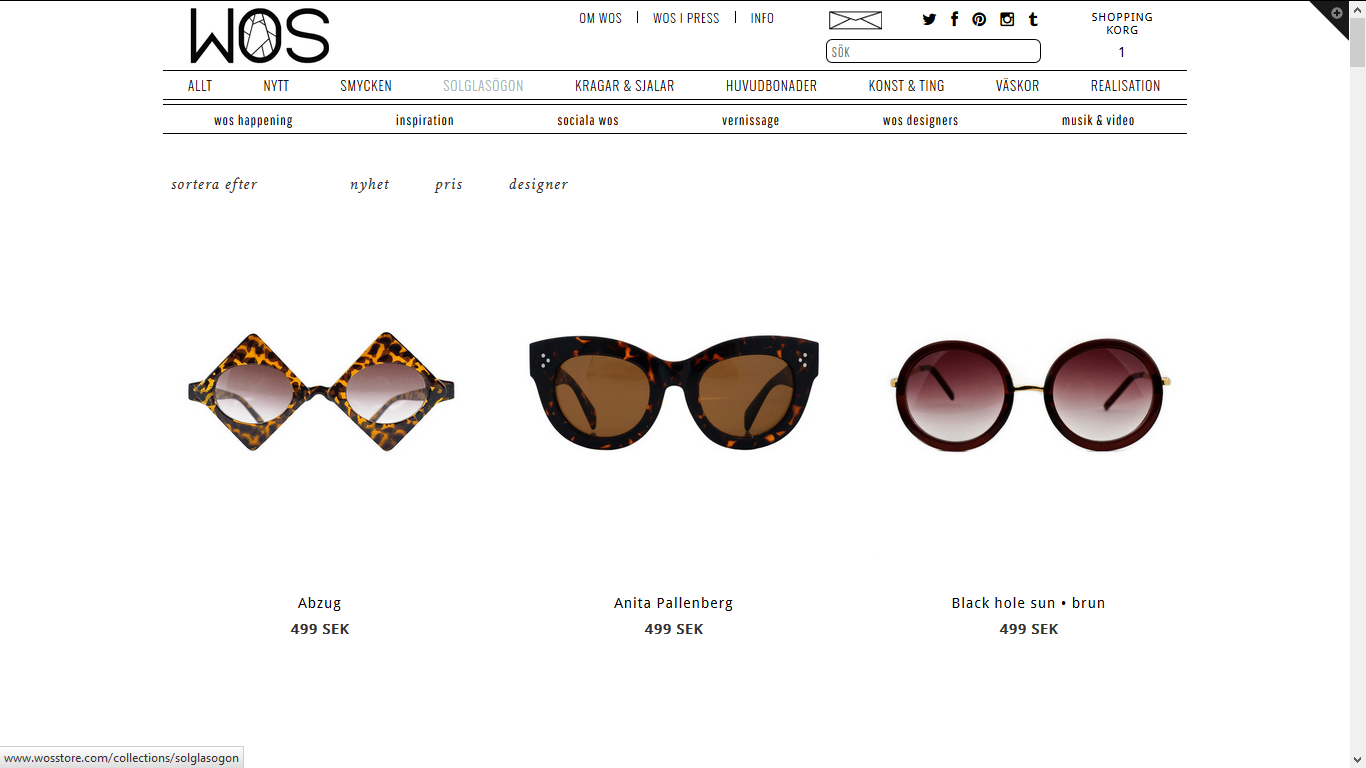 WOS
OM WOS | WOS I PRESS | INFO
SHOPPING
KORG
1
SÖK
ALLT NYTT SMYCKEN SOLGLASÖGON KRAGAR & SJALAR HUVUDBONADER KONST & TING VÄSKOR REALISATION
wos happening inspiration sociala wos vernissage wos designers musik & video
sortera efter nyhet pris designer
Abzug
499 SEK
Anita Pallenberg
499 SEK
Black hole sun • brun
499 SEK
www.wosstore.com/collections/solglasogon